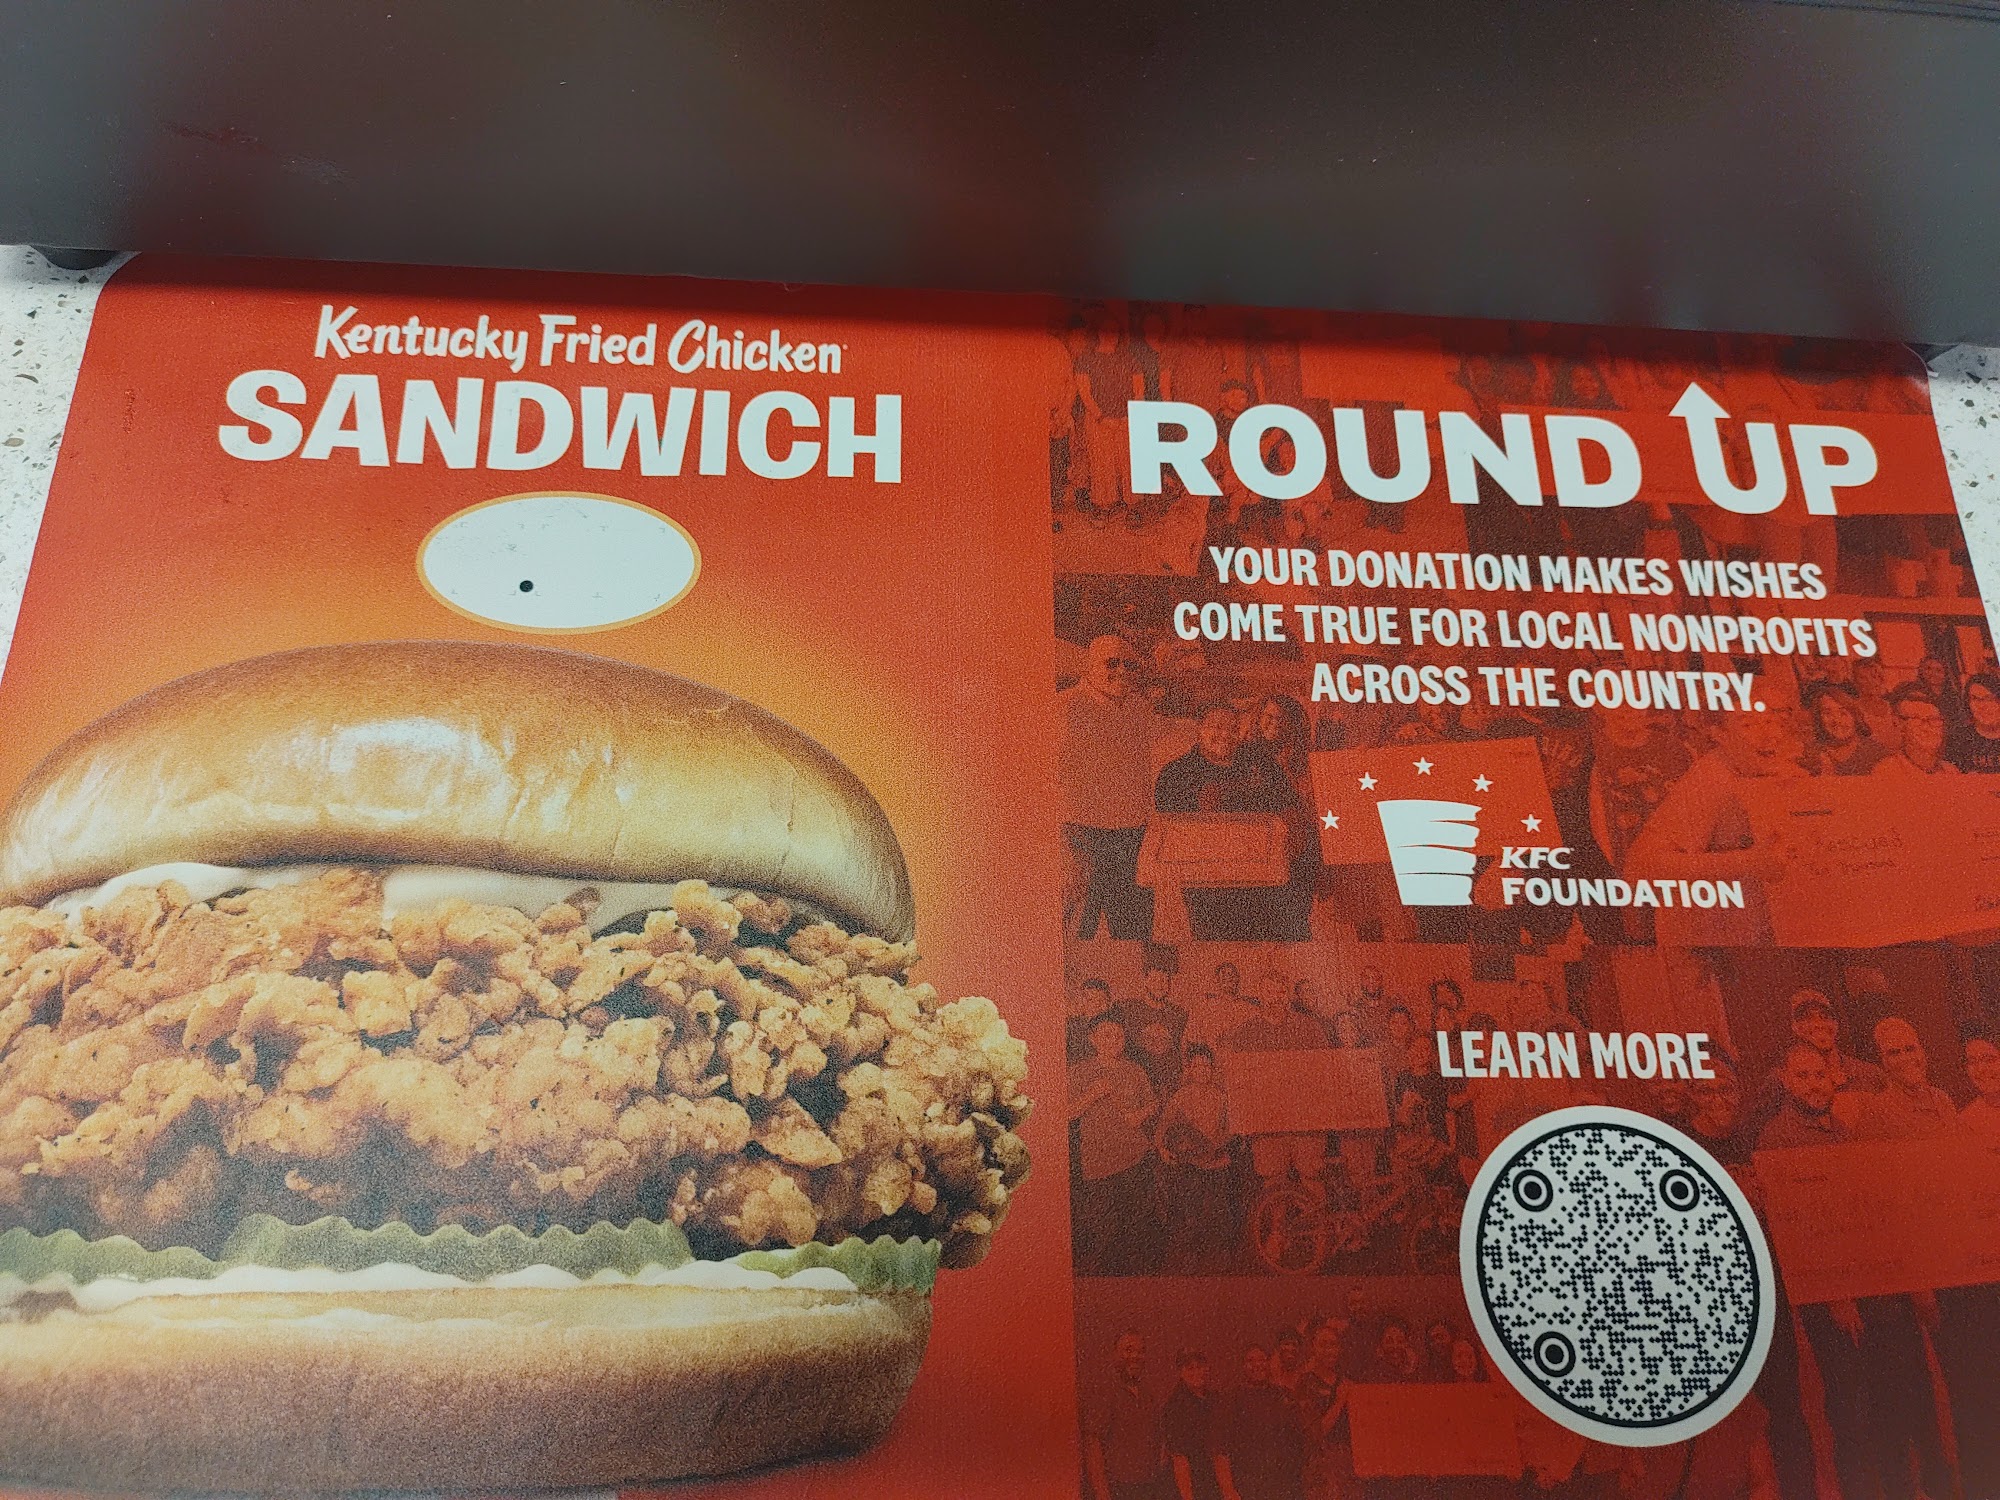 Kentucky Fried Chicken
SANDWICH
ROUND UP
YOUR DONATION MAKES WISHES
COME TRUE FOR LOCAL NONPROFITS
ACROSS THE COUNTRY.
KFC
FOUNDATION
LEARN MORE